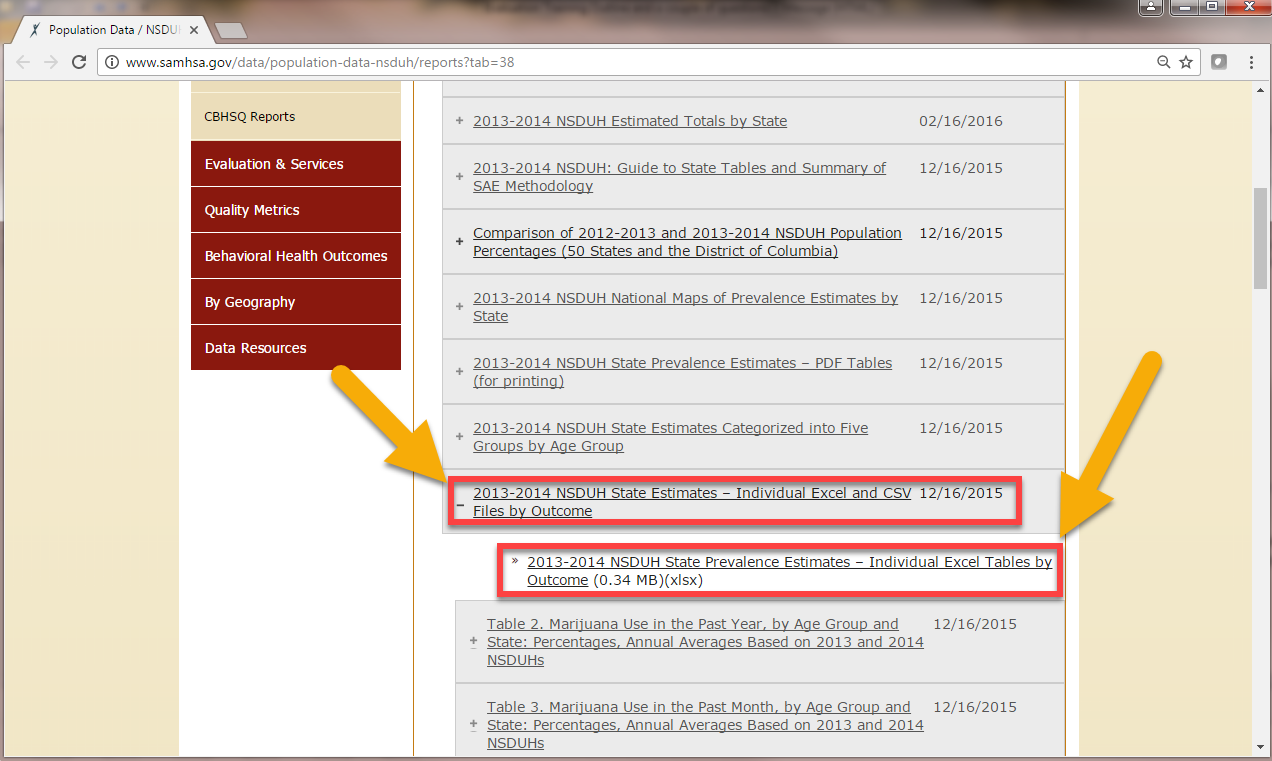 Population Data / NSDU
www.samhsa.gov/data/population-data-nsduh/reports?tab=38
CBHSQ Reports
Evaluation & Services
Quality Metrics
Behavioral Health Outcomes
By Geography
Data Resources
+ 2013-2014 NSDUH Estimated Totals by State 02/16/2016
+ 2013-2014 NSDUH: Guide to State Tables and Summary of 12/16/2015
SAE Methodology
+ Comparison of 2012-2013 and 2013-2014 NSDUH Population 12/16/2015
Percentages (50 States and the District of Columbia)
+ 2013-2014 NSDUH National Maps of Prevalence Estimates by 12/16/2015
State
+ 2013-2014 NSDUH State Prevalence Estimates – PDF Tables 12/16/2015
(for printing)
+ 2013-2014 NSDUH State Estimates Categorized into Five 12/16/2015
Groups by Age Group
– 2013-2014 NSDUH State Estimates – Individual Excel and CSV 12/16/2015
Files by Outcome
» 2013-2014 NSDUH State Prevalence Estimates – Individual Excel Tables by
Outcome (0.34 MB)(xlsx)
+ Table 2. Marijuana Use in the Past Year, by Age Group and 12/16/2015
State: Percentages, Annual Averages Based on 2013 and 2014
NSDUHs
+ Table 3. Marijuana Use in the Past Month, by Age Group and 12/16/2015
State: Percentages, Annual Averages Based on 2013 and 2014
NSDUHs